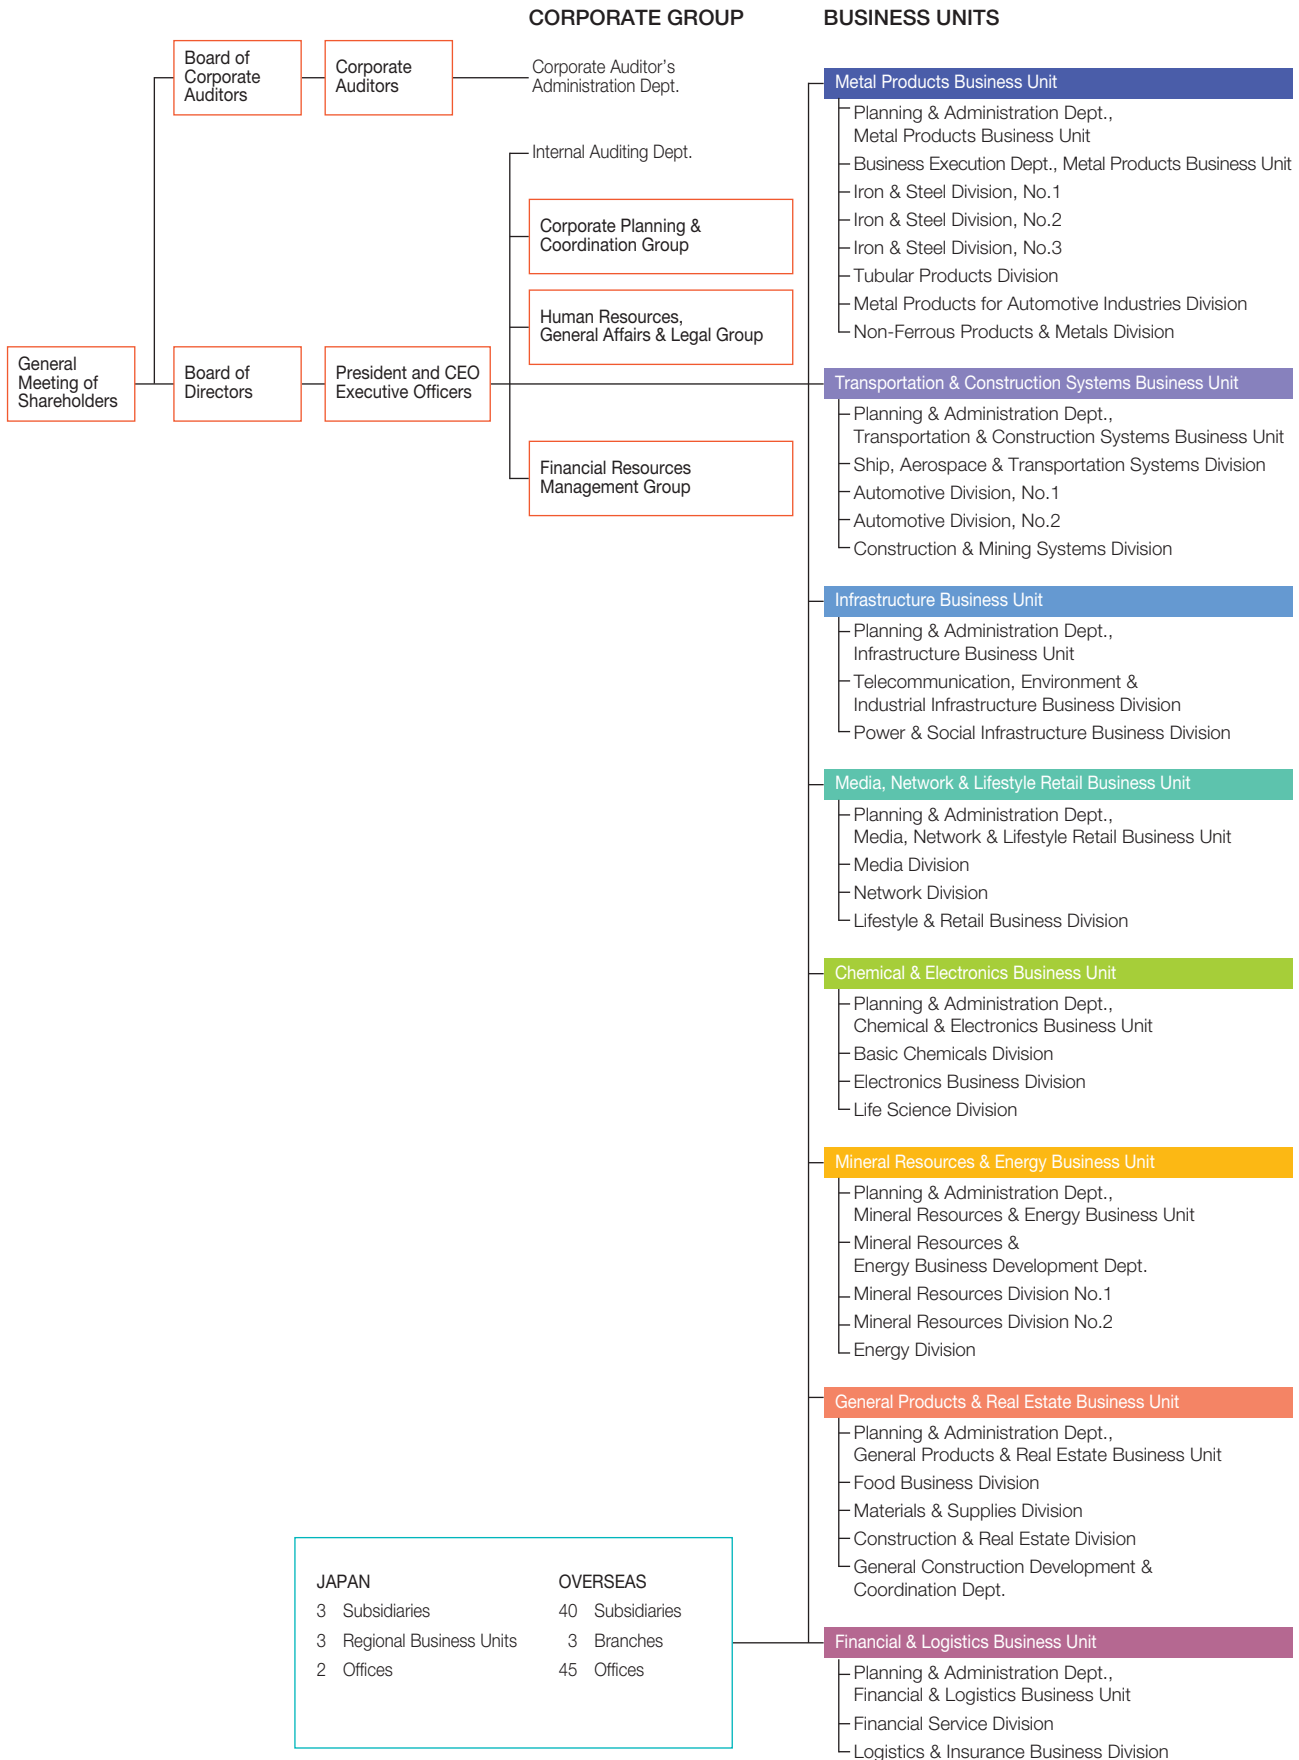 CORPORATE GROUP
BUSINESS UNITS
Board of
Corporate
Auditors
Corporate
Auditors
Corporate Auditor's
Administration Dept.
Internal Auditing Dept.
Corporate Planning &
Coordination Group
Human Resources,
General Affairs & Legal Group
General
Meeting of
Shareholders
Board of
Directors
President and CEO
Executive Officers
Financial Resources
Management Group
Metal Products Business Unit
Planning & Administration Dept.,
Metal Products Business Unit
Business Execution Dept., Metal Products Business Unit
Iron & Steel Division, No.1
Iron & Steel Division, No.2
Iron & Steel Division, No.3
Tubular Products Division
Metal Products for Automotive Industries Division
Non-Ferrous Products & Metals Division
Transportation & Construction Systems Business Unit
Planning & Administration Dept.,
Transportation & Construction Systems Business Unit
Ship, Aerospace & Transportation Systems Division
Automotive Division, No.1
Automotive Division, No.2
Construction & Mining Systems Division
Infrastructure Business Unit
Planning & Administration Dept.,
Infrastructure Business Unit
Telecommunication, Environment &
Industrial Infrastructure Business Division
Power & Social Infrastructure Business Division
Media, Network & Lifestyle Retail Business Unit
Planning & Administration Dept.,
Media, Network & Lifestyle Retail Business Unit
Media Division
Network Division
Lifestyle & Retail Business Division
Chemical & Electronics Business Unit
Planning & Administration Dept.,
Chemical & Electronics Business Unit
Basic Chemicals Division
Electronics Business Division
Life Science Division
Mineral Resources & Energy Business Unit
Planning & Administration Dept.,
Mineral Resources & Energy Business Unit
Mineral Resources &
Energy Business Development Dept.
Mineral Resources Division No.1
Mineral Resources Division No.2
Energy Division
General Products & Real Estate Business Unit
Planning & Administration Dept.,
General Products & Real Estate Business Unit
Food Business Division
Materials & Supplies Division
Construction & Real Estate Division
General Construction Development &
Coordination Dept.
Financial & Logistics Business Unit
Planning & Administration Dept.,
Financial & Logistics Business Unit
Financial Service Division
Logistics & Insurance Business Division
JAPAN
3 Subsidiaries
3 Regional Business Units
2 Offices
OVERSEAS
40 Subsidiaries
3 Branches
45 Offices